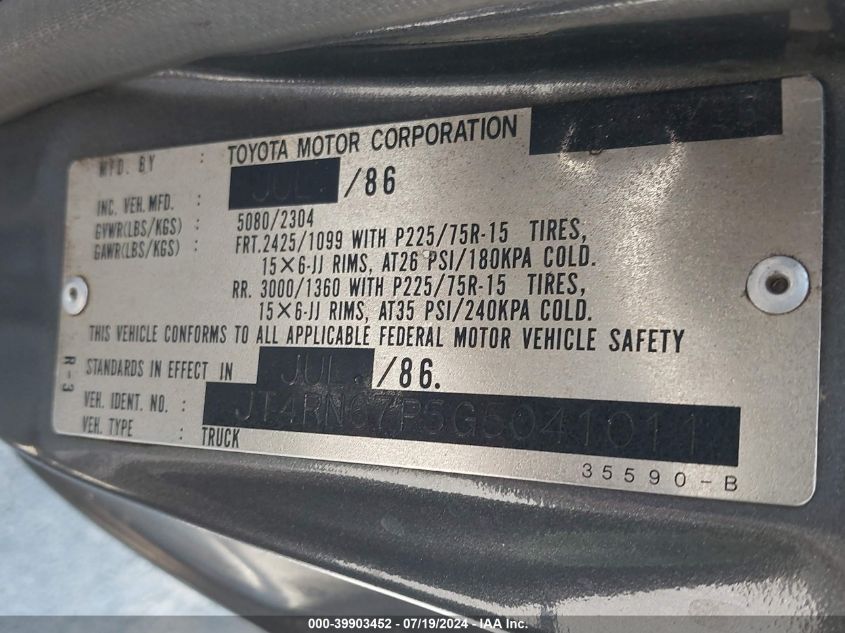 MFD. BY : TOYOTA MOTOR CORPORATION
JUL. /86
INC. VEH. MFD. :
GVWR(LBS/KGS) : 5080/2304
GAWR(LBS/KGS) : FRT.2425/1099 WITH P225/75R-15 TIRES,
15×6-JJ RIMS, AT26 PSI/180KPA COLD.
RR. 3000/1360 WITH P225/75R-15 TIRES,
15×6-JJ RIMS, AT35 PSI/240KPA COLD.
THIS VEHICLE CONFORMS TO ALL APPLICABLE FEDERAL MOTOR VEHICLE SAFETY
STANDARDS IN EFFECT IN JUL. /86.
VEH. IDENT. NO. : JT4RN67P5G5041011
VEH. TYPE : TRUCK
R-3
35590-B
000-39903452 - 07/19/2024 - IAA Inc.